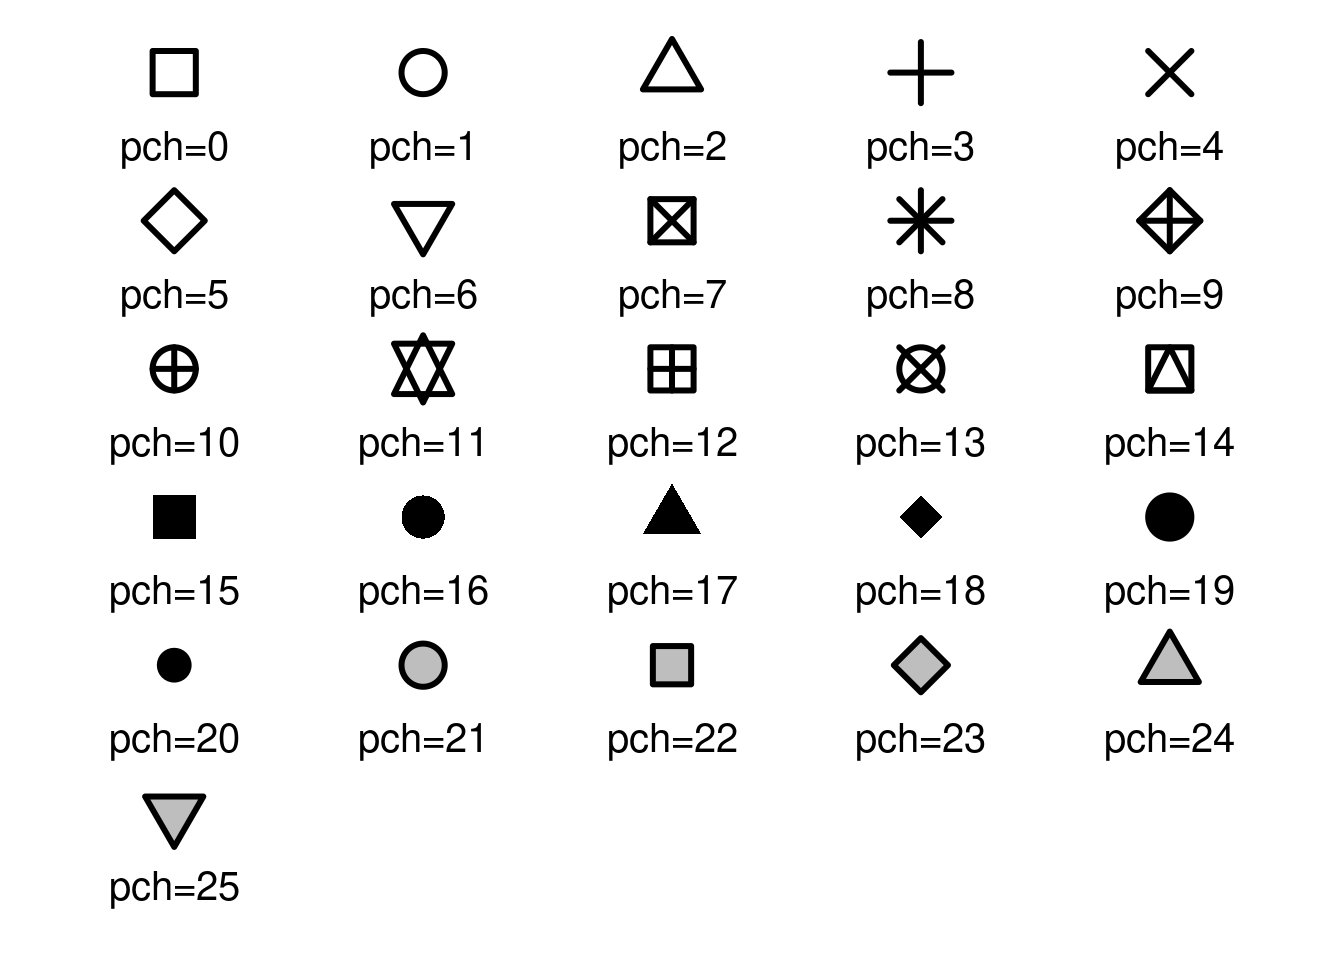 pch=0 pch=1 pch=2 pch=3 pch=4
pch=5 pch=6 pch=7 pch=8 pch=9
pch=10 pch=11 pch=12 pch=13 pch=14
pch=15 pch=16 pch=17 pch=18 pch=19
pch=20 pch=21 pch=22 pch=23 pch=24
pch=25